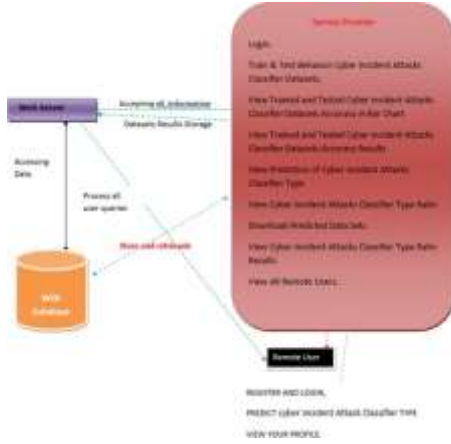 Service Provider
Login,
Train & Test Behavior Cyber Incident Attacks
Classifier Datasets,
View Trained and Tested Cyber Incident Attacks
Classifier Datasets Accuracy in Bar Chart
View Trained and Tested Cyber Incident Attacks
Classifier Datasets Accuracy Results
View Prediction of Cyber Incident Attacks
Classifier Type
View Cyber Incident Attacks Classifier Type Ratio
Download Predicted Data Sets
View Cyber Incident Attacks Classifier Type Ratio
Results
View All Remote Users.
Web Server
Accepting all Information
Datasets Results Storage
Accessing
Data
Process all
user queries
Store and retrievals
Web
Database
Remote User
REGISTER AND LOGIN,
PREDICT cyber Incident Attack Classifier TYPE
VIEW YOUR PROFILE.